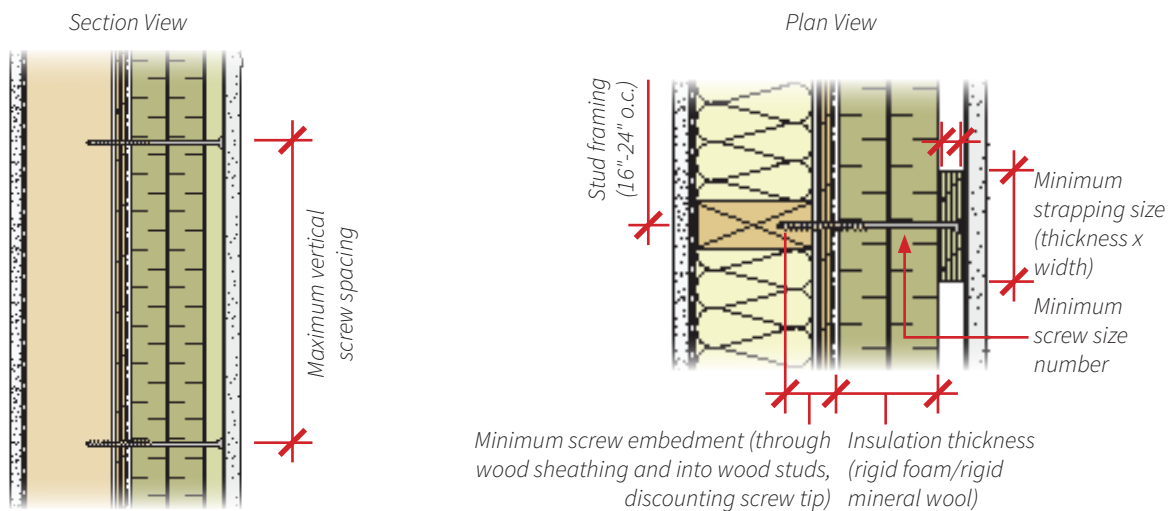 Section View
Maximum vertical
screw spacing
Plan View
Stud framing
(16"-24" o.c.)
Minimum
strapping size
(thickness x
width)
Minimum
screw size
number
Minimum screw embedment (through
wood sheathing and into wood studs,
discounting screw tip)
Insulation thickness
(rigid foam/rigid
mineral wool)